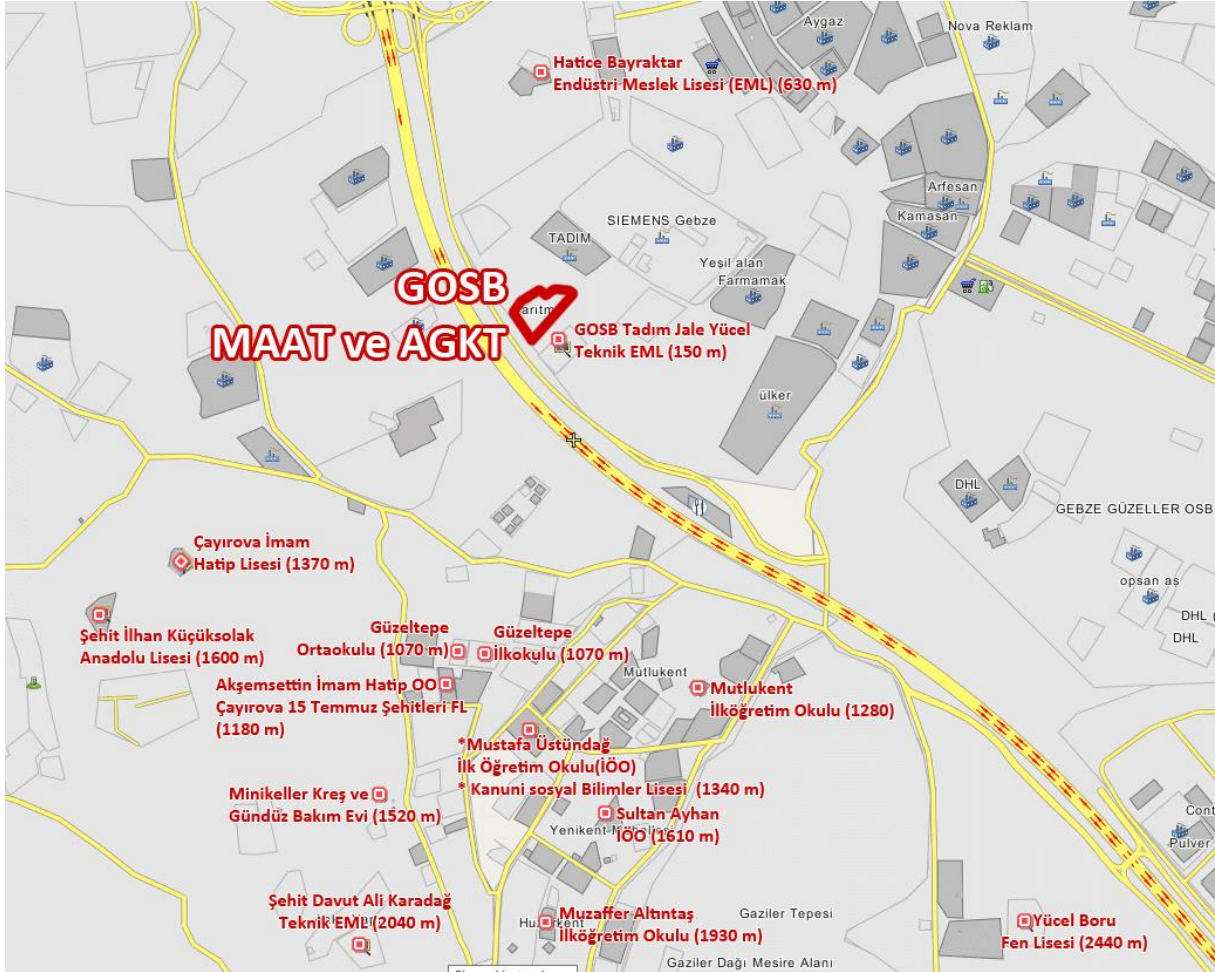 Aygaz
Nova Reklam
Hatice Bayraktar
Endüstri Meslek Lisesi (EML) (630 m)
Arfesan
Kamasan
SIEMENS Gebze
TADIM
Yeşil alan
Farmamak
GOSB
MAAT ve AGKT
GOSB Tadım Jale Yücel
Teknik EML (150 m)
ülker
DHL
GEBZE GÜZELLER OSB
opsan aş
DHL
DHL
Çayırova İmam
Hatip Lisesi (1370 m)
Şehit İlhan Küçüksolak
Anadolu Lisesi (1600 m)
Güzeltepe
Ortaokulu (1070 m)
Güzeltepe
İlkokulu (1070 m)
Mutlukent
Akşemsettin İmam Hatip OO
Çayırova 15 Temmuz Şehitleri FL
(1180 m)
Mutlukent
İlköğretim Okulu (1280)
*Mustafa Üstündağ
İlk Öğretim Okulu(İÖO)
* Kanuni sosyal Bilimler Lisesi (1340 m)
Minikeller Kreş ve
Gündüz Bakım Evi (1520 m)
Sultan Ayhan
İÖO (1610 m)
Yenikent
Pulver
Şehit Davut Ali Karadağ
Teknik EML (2040 m)
Muzaffer Altıntaş
İlköğretim Okulu (1930 m)
Gaziler Tepesi
Yücel Boru
Fen Lisesi (2440 m)
Gaziler Dağı Mesire Alanı